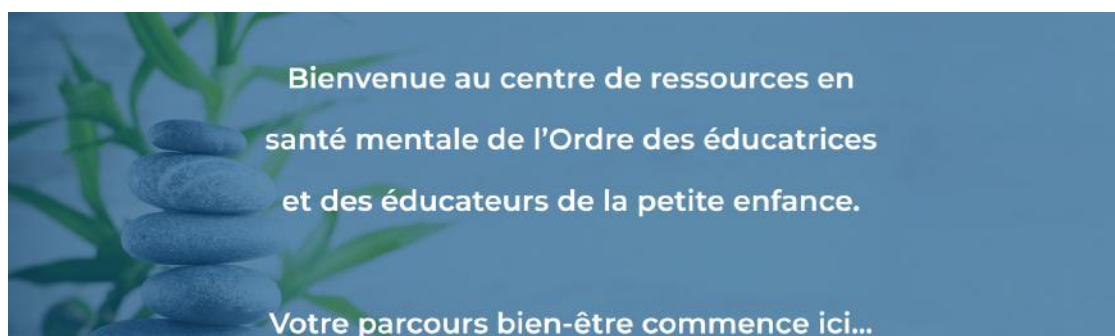 Bienvenue au centre de ressources en
santé mentale de l’Ordre des éducatrices
et des éducateurs de la petite enfance.
Votre parcours bien-être commence ici...